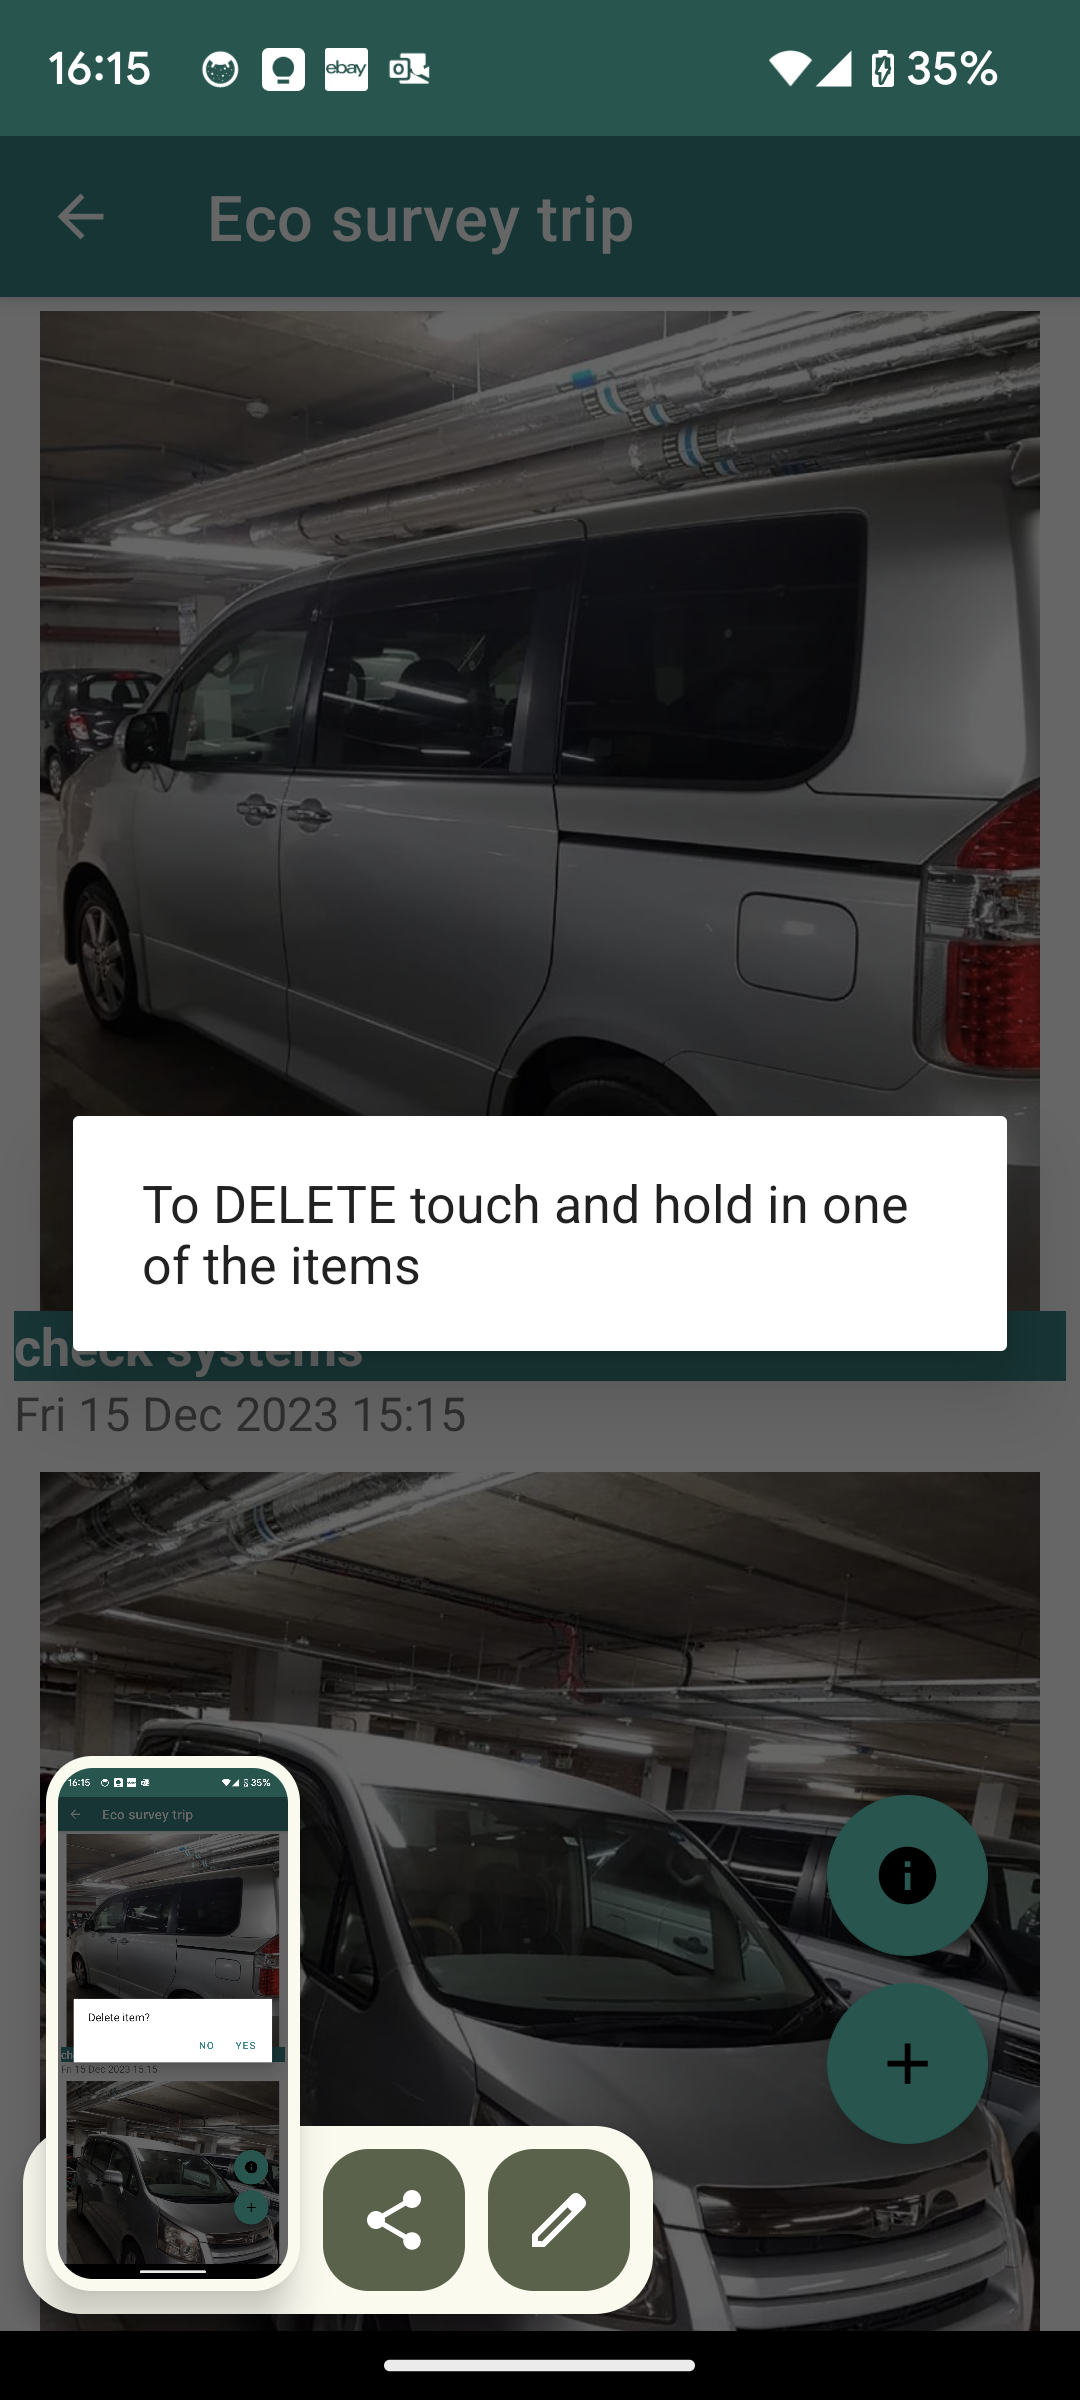 16:15 ebay 35%
Eco survey trip
To DELETE touch and hold in one
of the items
check systems
Fri 15 Dec 2023 15:15
16:15 35%
Eco survey trip
Delete item?
NO YES
ch
Fri 15 Dec 2023 15:15